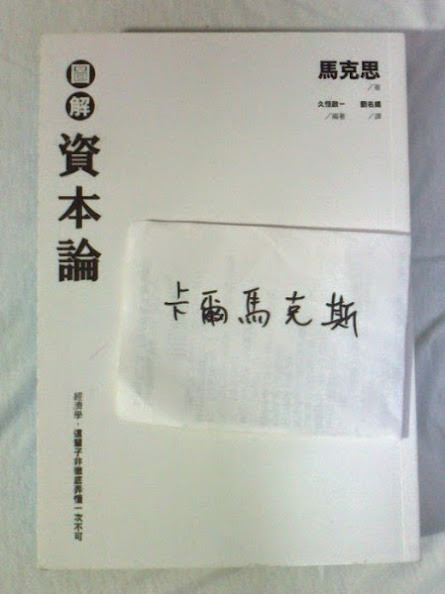 圖解
資本論
經濟學，這輩子非徹底弄懂一次不可
馬克思
／著
久恆啟一
／編著
劉名揚
／譯
卡爾馬克斯